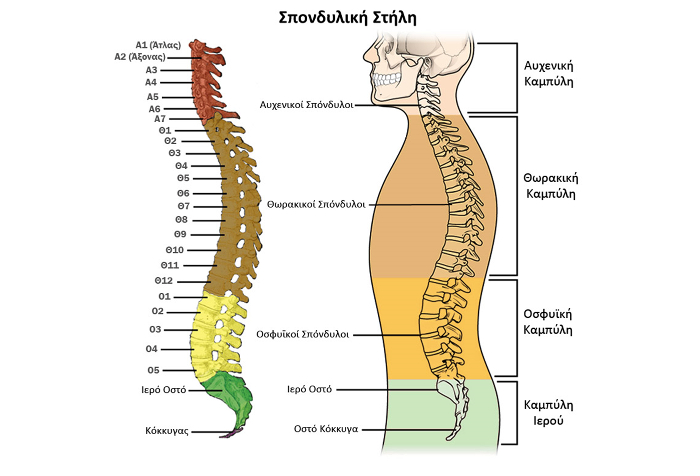 Σπονδυλική Στήλη
Α1 (Άτλας)
Α2 (Άξονας)
Α3
Α4
Α5
Α6
Α7
Θ1
Θ2
Θ3
Θ4
Θ5
Θ6
Θ7
Θ8
Θ9
Θ10
Θ11
Θ12
Ο1
Ο2
Ο3
Ο4
Ο5
Ιερό Οστό
Κόκκυγας
Αυχενικοί Σπόνδυλοι
Θωρακικοί Σπόνδυλοι
Οσφυϊκοί Σπόνδυλοι
Ιερό Οστό
Οστό Κόκκυγα
Αυχενική
Καμπύλη
Θωρακική
Καμπύλη
Οσφυϊκή
Καμπύλη
Καμπύλη
Ιερού